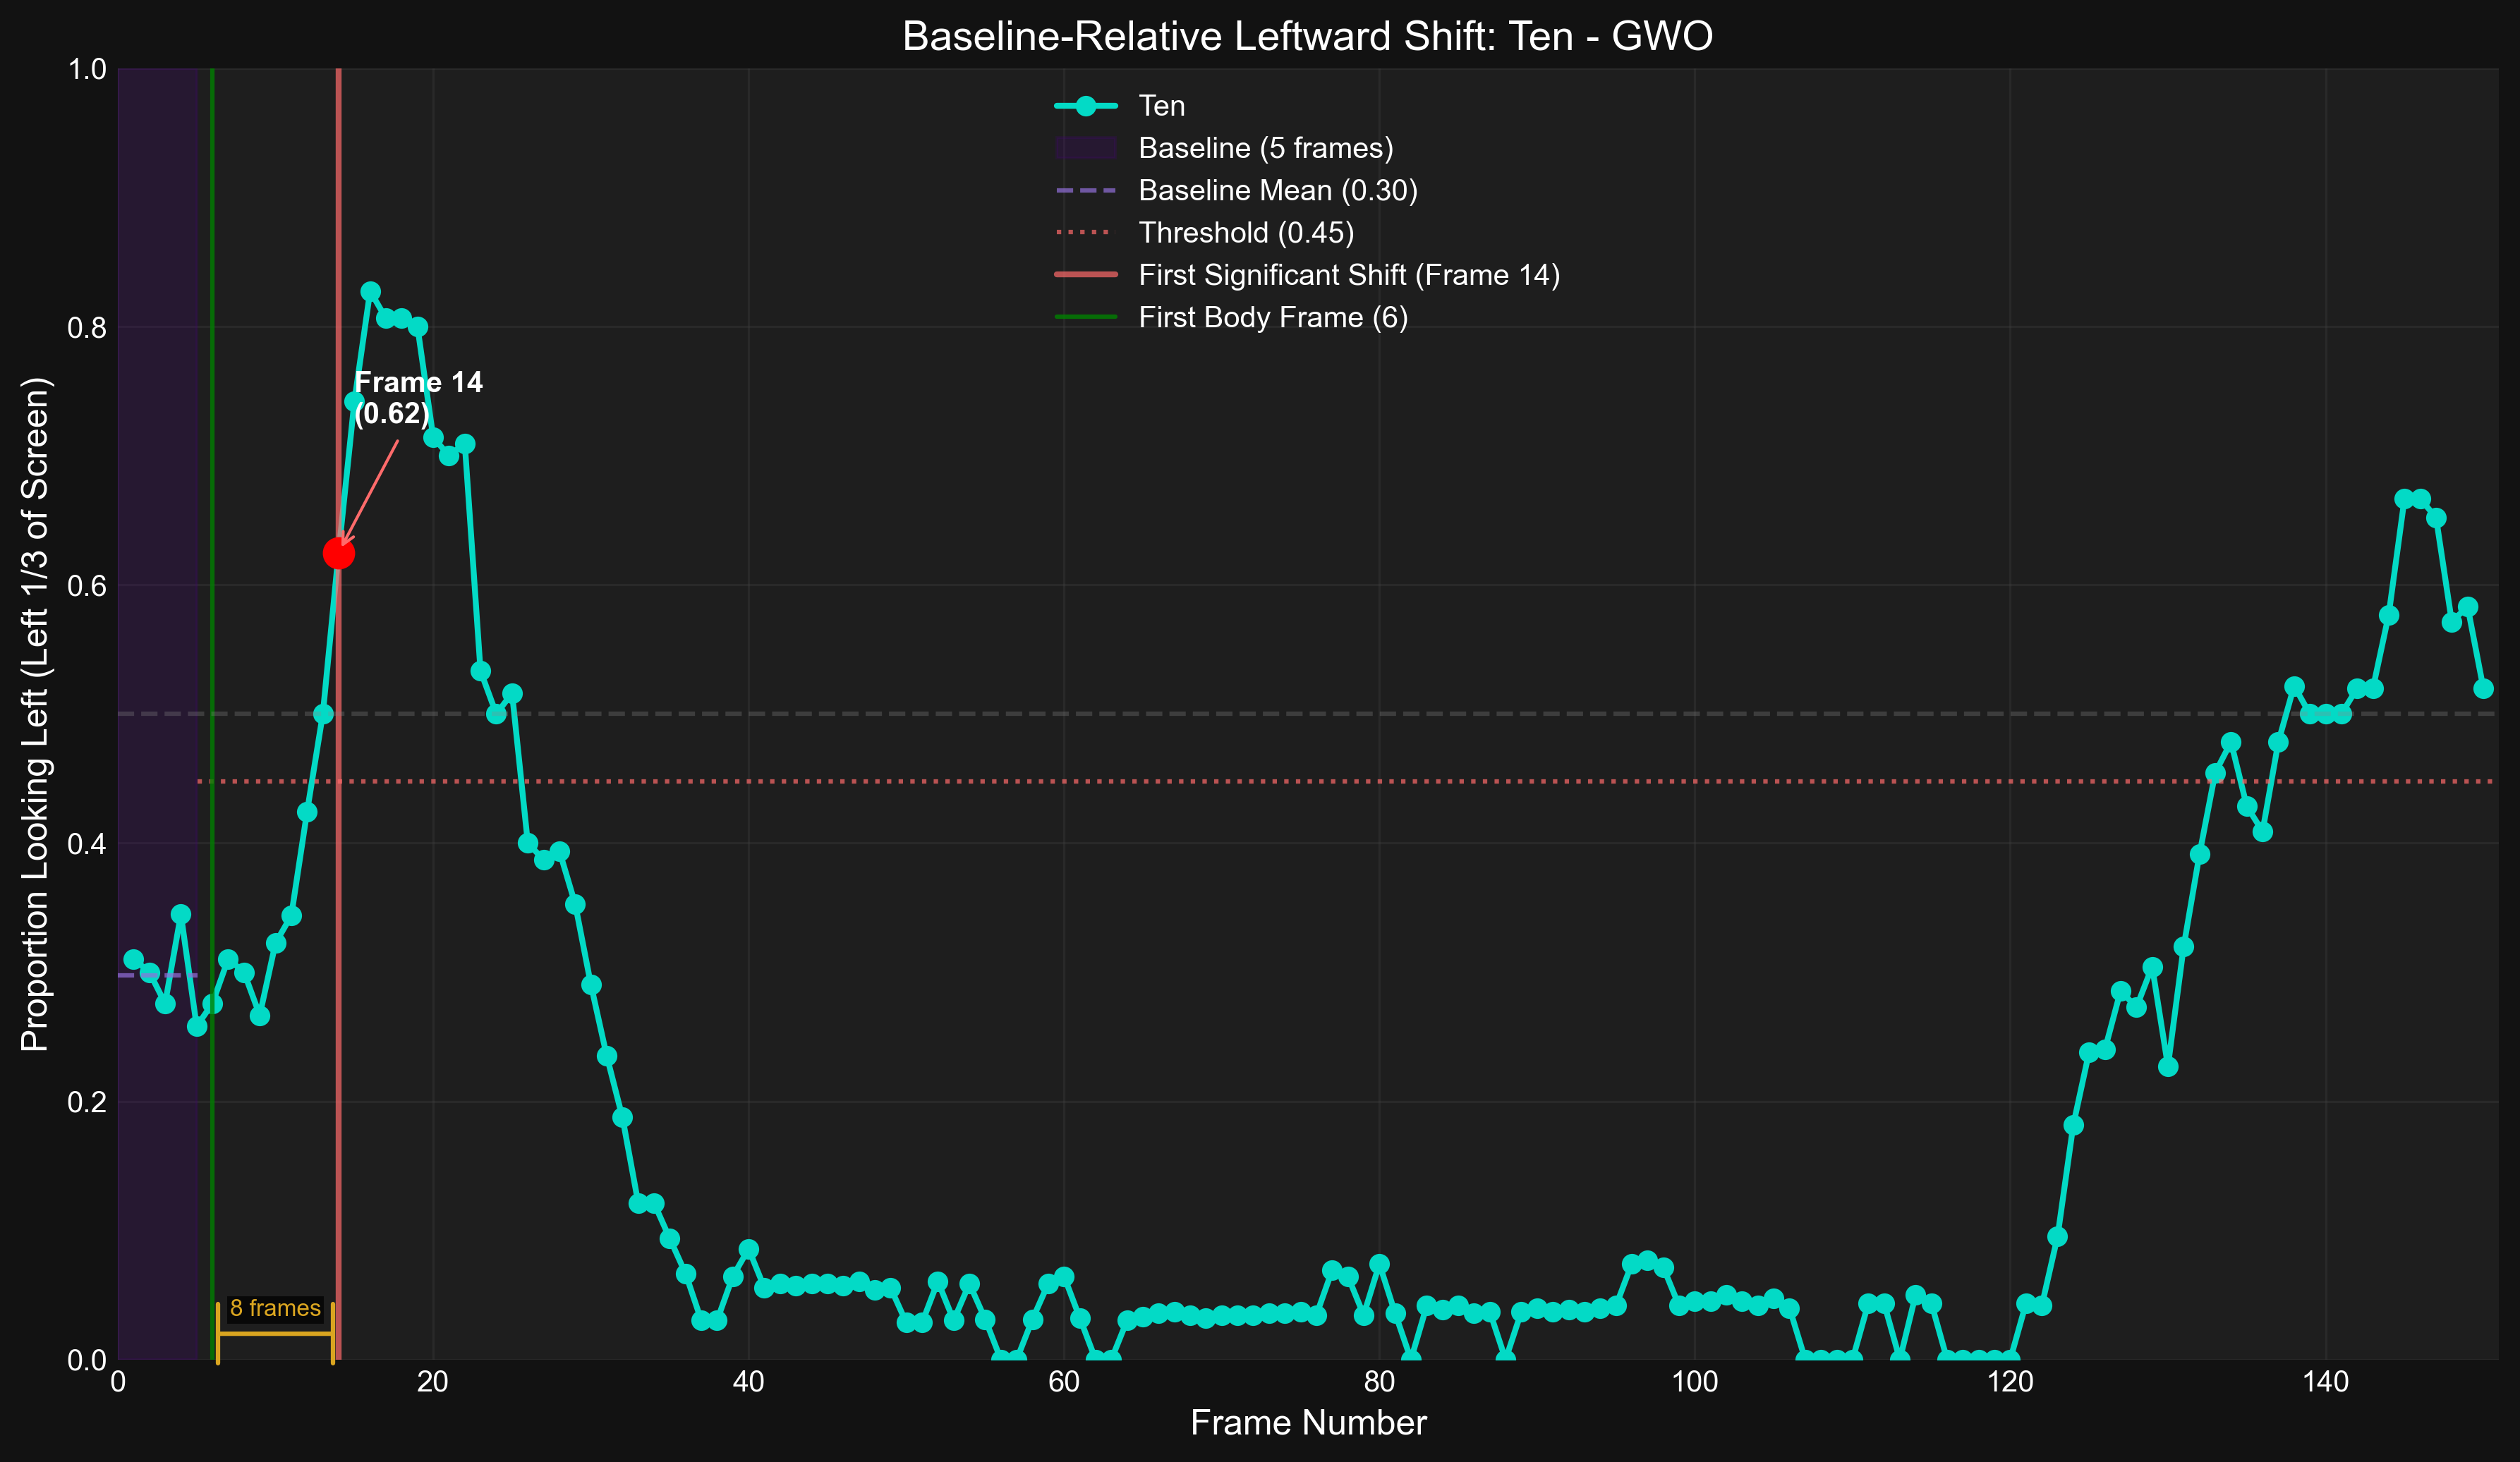 Baseline-Relative Leftward Shift: Ten - GWO
Ten
Baseline (5 frames)
Baseline Mean (0.30)
Threshold (0.45)
First Significant Shift (Frame 14)
First Body Frame (6)
Proportion Looking Left (Left 1/3 of Screen)
1.0
0.8
0.6
0.4
0.2
0.0
Frame 14
(0.62)
8 frames
0
20
40
60
80
100
120
140
Frame Number